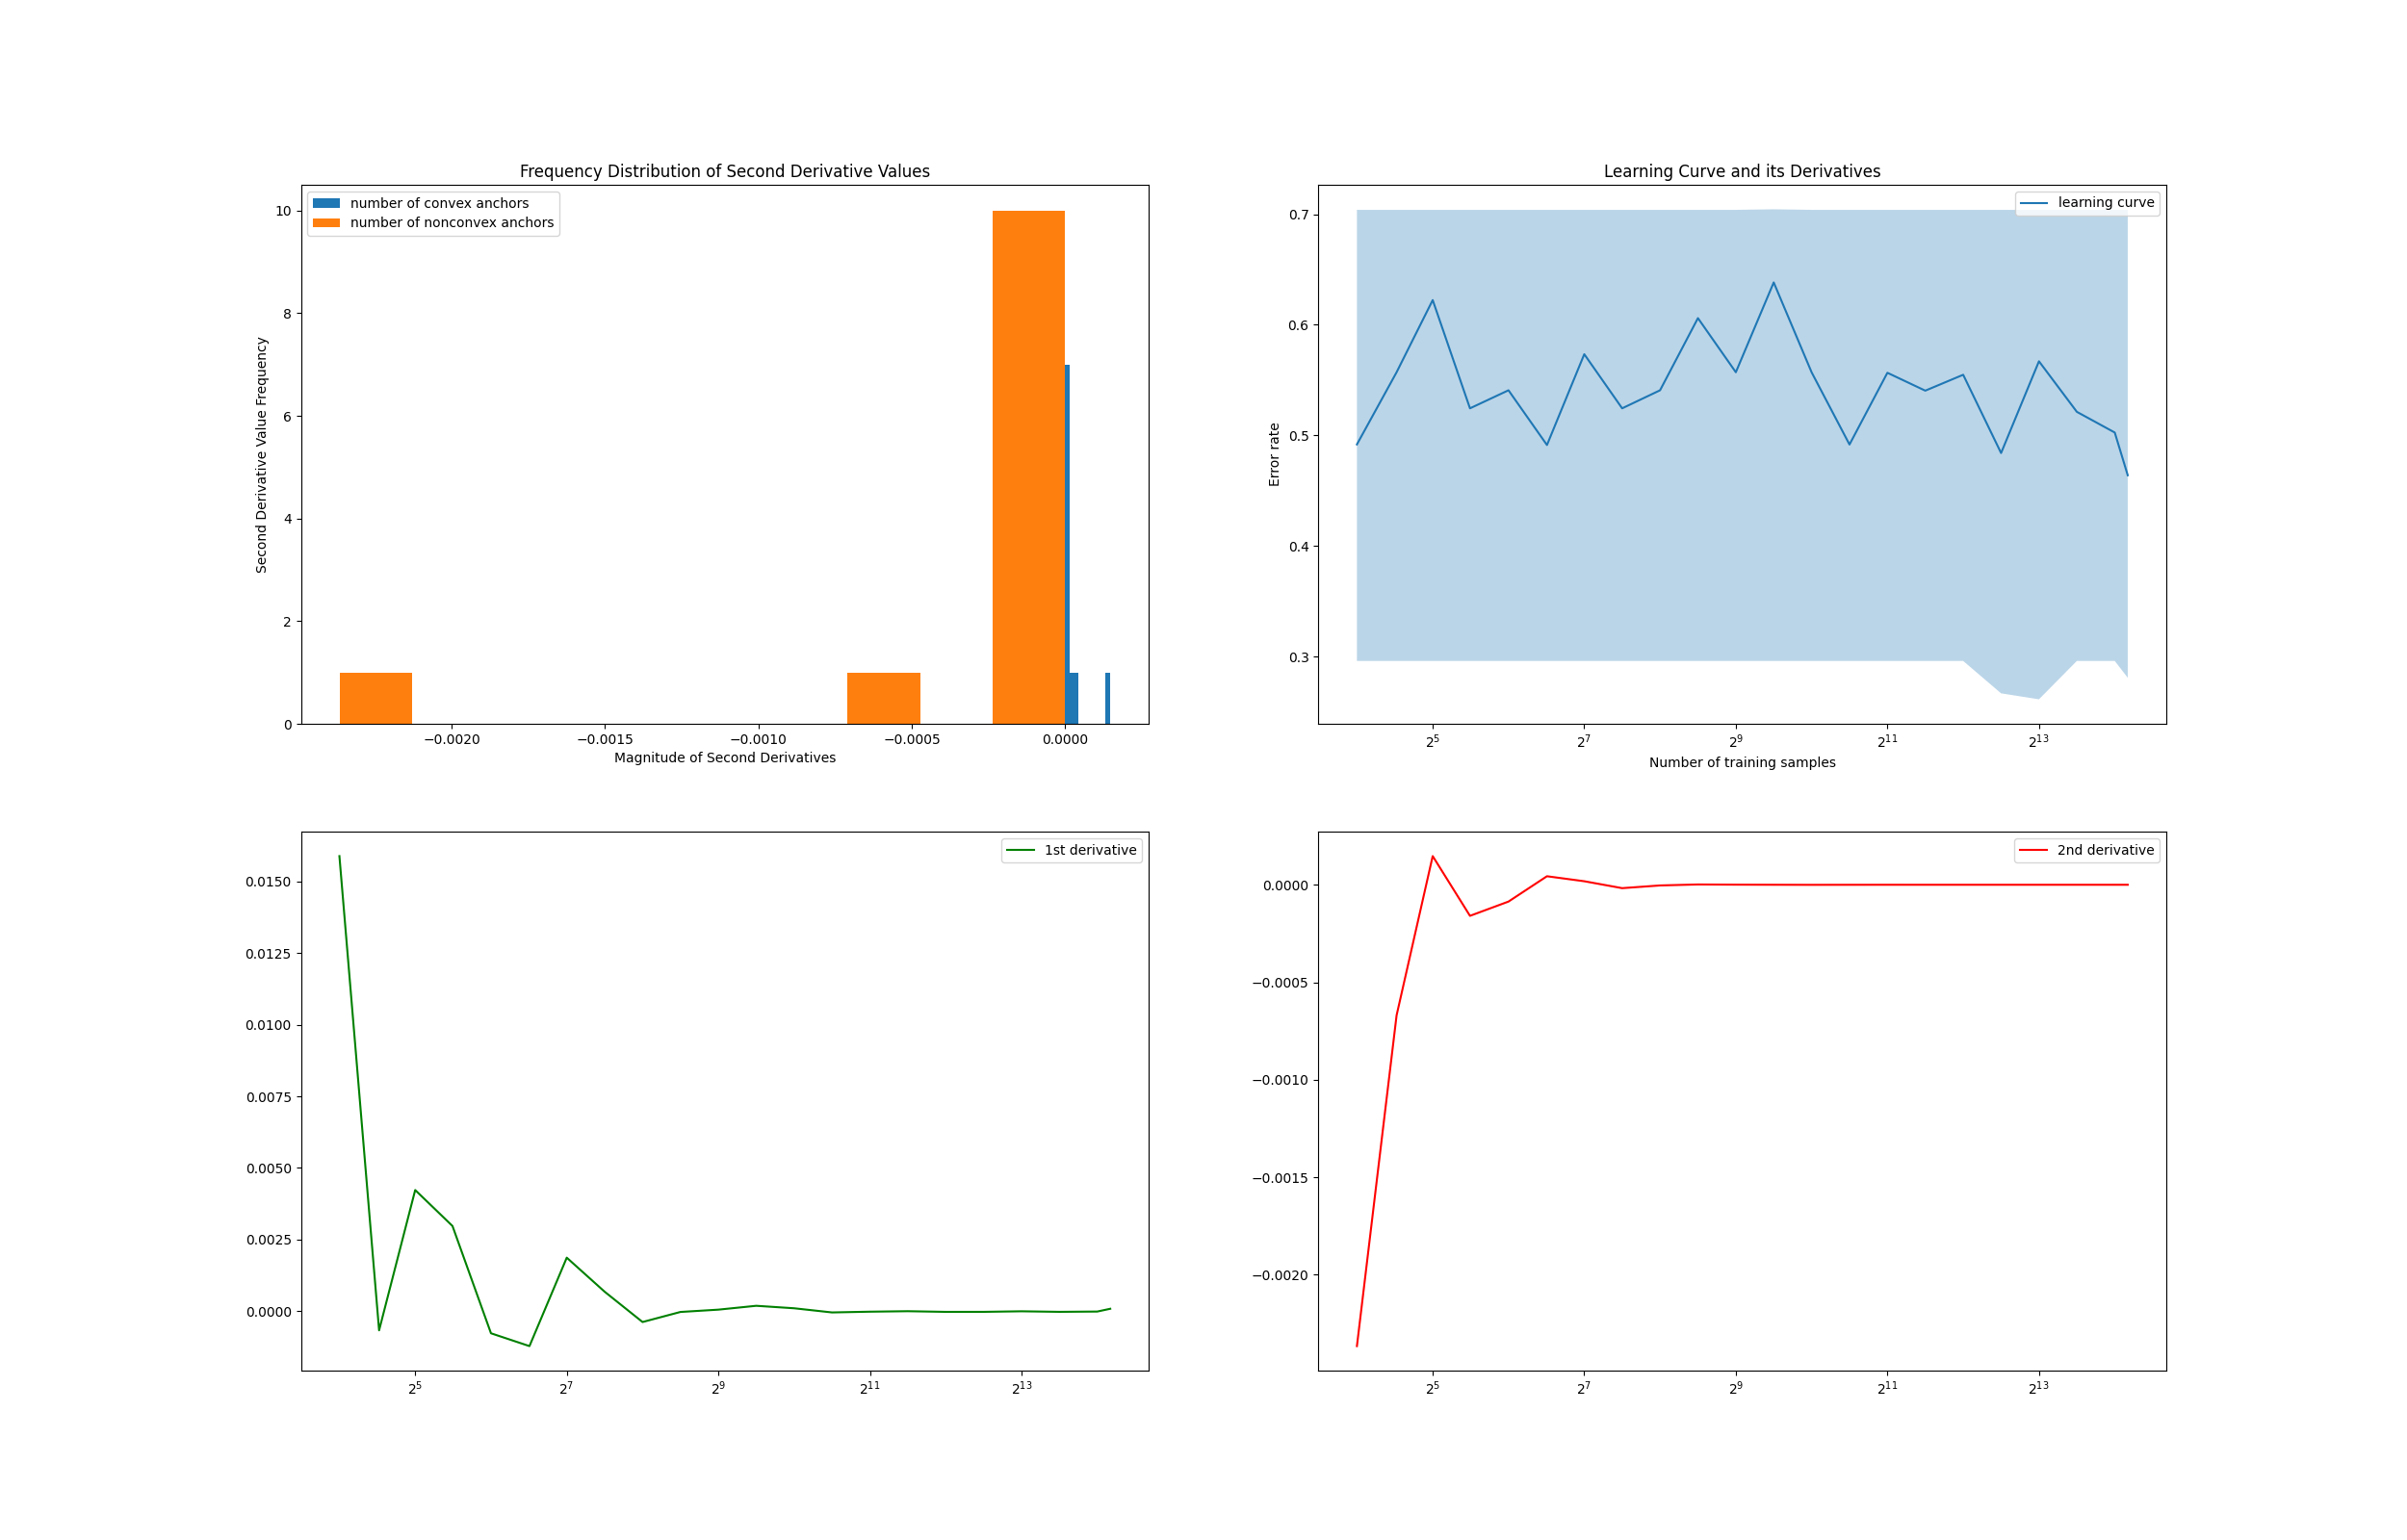 Frequency Distribution of Second Derivative Values
number of convex anchors
number of nonconvex anchors
Second Derivative Value Frequency
10
8
6
4
2
0
−0.0020 −0.0015 −0.0010 −0.0005 0.0000
Magnitude of Second Derivatives
Learning Curve and its Derivatives
learning curve
Error rate
0.7
0.6
0.5
0.4
0.3
2^5 2^7 2^9 2^11 2^13
Number of training samples
1st derivative
0.0150
0.0125
0.0100
0.0075
0.0050
0.0025
0.0000
2^5 2^7 2^9 2^11 2^13
2nd derivative
0.0000
−0.0005
−0.0010
−0.0015
−0.0020
2^5 2^7 2^9 2^11 2^13